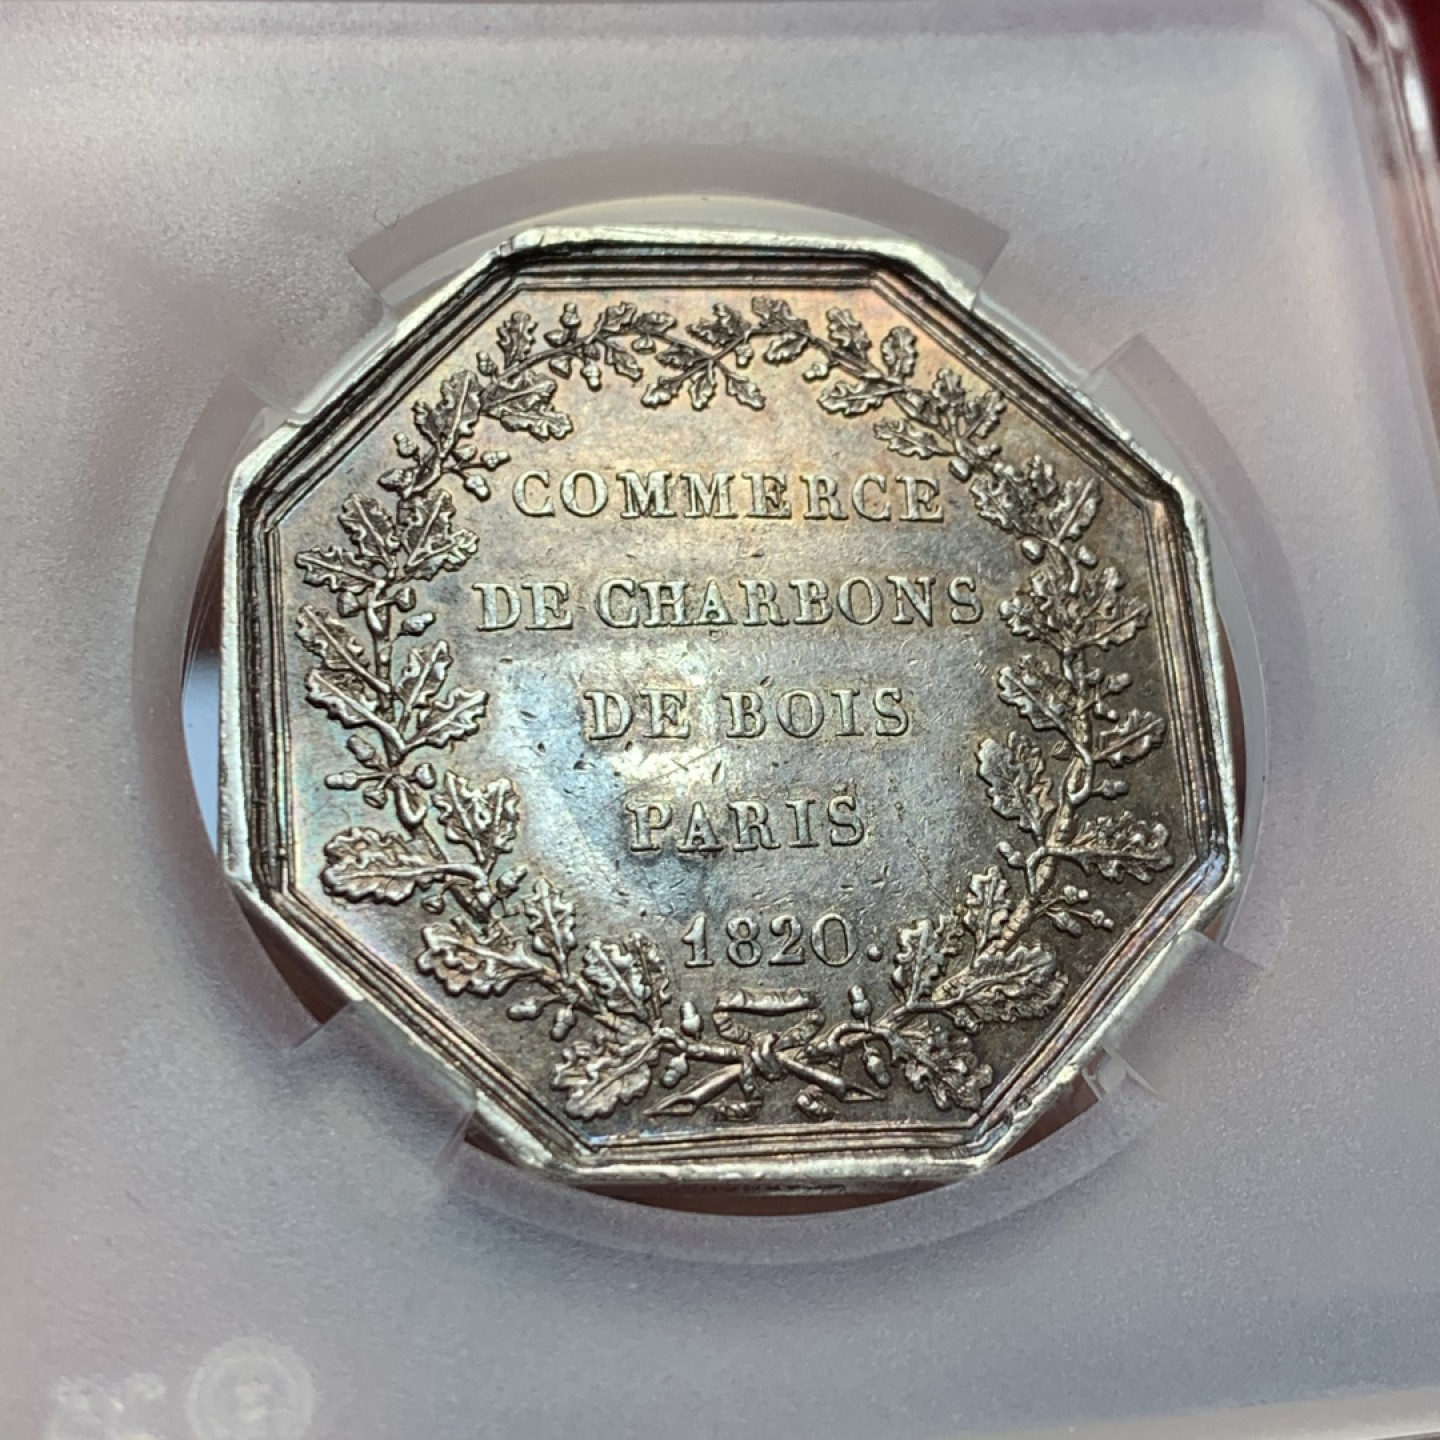 COMMERCE
DE CHARBONS
DE BOIS
PARIS
1820.